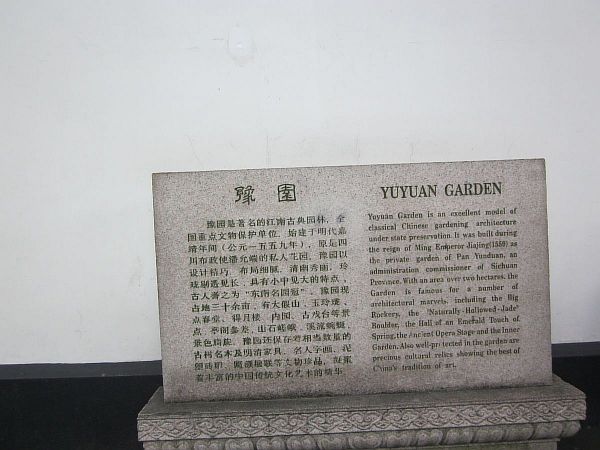 豫园
豫园是著名的江南古典园林，全
国重点文物保护单位，始建于明代嘉
靖年间（公元一五五九年），原是四
川布政使潘允端的私人花园，豫园以
设计精巧、布局细腻，清幽秀丽、玲
珑剔透见长，具有小中见大的特点，
古人誉之为“东南名园冠”。豫园现
占地二十余亩，有大假山、玉玲珑、
点春堂、得月楼、内园、古戏台等景
点，亭阁参差，山石嵯峨，溪流蜿蜒，
景色旖旎。豫园还保存着相当数量的
古树名木及明清家具、名人字画、泥
塑砖雕、匾额楹联等文物珍品，凝聚
着丰富的中国传统文化艺术的精华。
YUYUAN GARDEN
Yuyuan Garden is an excellent model of
classical Chinese gardening architecture
under state preservation. It was built during
the reign of Ming Emperor Jiajing(1559) as
the private garden of Pan Yunduan, an
administration commissioner of Sichuan
Province. With an area over two hectares, the
Garden is famous for a number of
architectural marvels, including the Big
Rockery, the 'Naturally-Hollowed-Jade'
Boulder, the Hall of an Emerald Touch of
Spring, the Ancient Opera Stage and the Inner
Garden. Also well-protected in the garden are
precious cultural relics showing the best of
China's tradition of art.